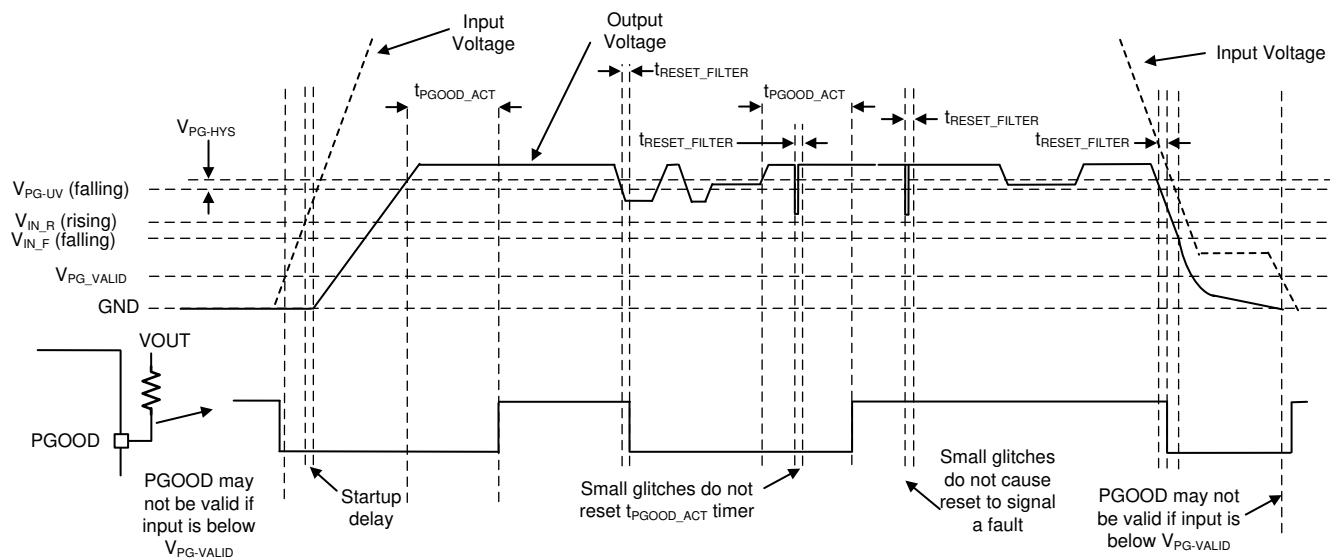 Input
Voltage
Output
Voltage
Input Voltage
tRESET_FILTER
tPGOOD_ACT
tPGOOD_ACT
tRESET_FILTER
tRESET_FILTER
tRESET_FILTER
VPG-HYS
VPG-UV (falling)
VIN_R (rising)
VIN_F (falling)
VPG_VALID
GND
VOUT
PGOOD
PGOOD may
not be valid if
input is below
VPG-VALID
Startup
delay
Small glitches do not
reset tPGOOD_ACT timer
Small glitches
do not cause
reset to signal
a fault
PGOOD may not
be valid if input is
below VPG-VALID